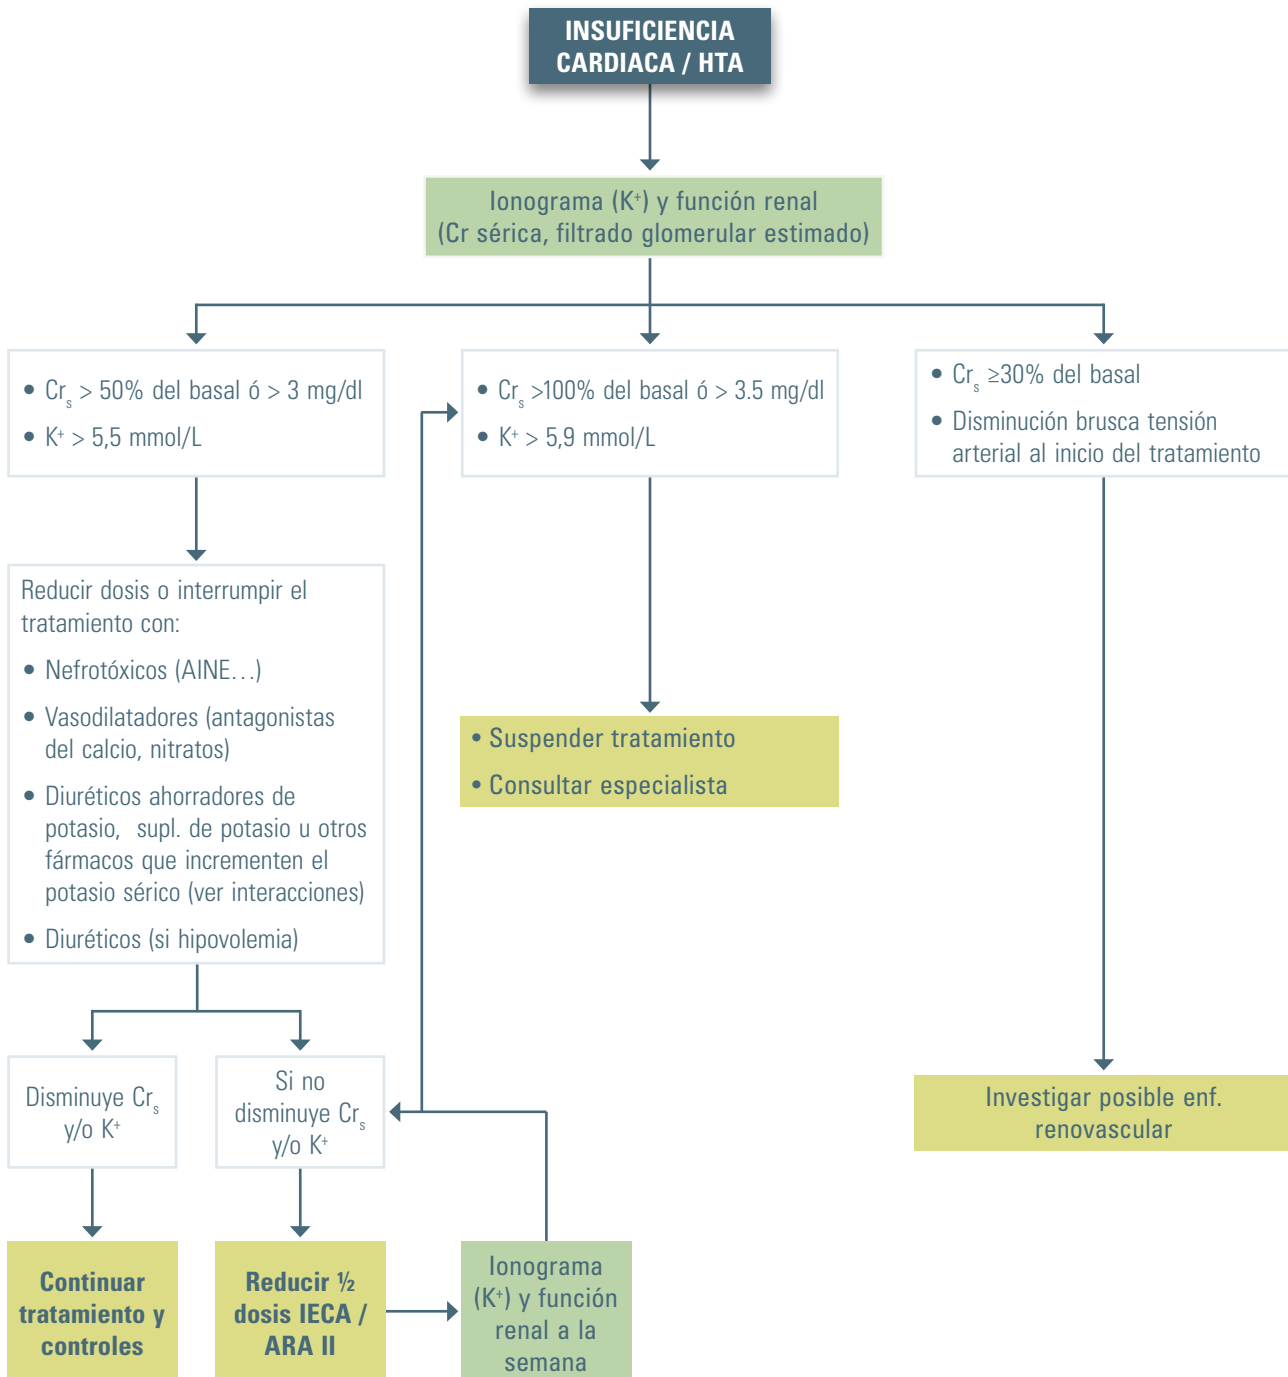 INSUFICIENCIA
CARDIACA / HTA
Ionograma (K⁺) y función renal
(Cr sérica, filtrado glomerular estimado)
• Crₛ > 50% del basal ó > 3 mg/dl
• K⁺ > 5,5 mmol/L
• Crₛ >100% del basal ó > 3.5 mg/dl
• K⁺ > 5,9 mmol/L
• Crₛ ≥30% del basal
• Disminución brusca tensión
arterial al inicio del tratamiento
Reducir dosis o interrumpir el
tratamiento con:
• Nefrotóxicos (AINE…)
• Vasodilatadores (antagonistas
del calcio, nitratos)
• Diuréticos ahorradores de
potasio, supl. de potasio u otros
fármacos que incrementen el
potasio sérico (ver interacciones)
• Diuréticos (si hipovolemia)
• Suspender tratamiento
• Consultar especialista
Disminuye Crₛ
y/o K⁺
Si no
disminuye Crₛ
y/o K⁺
Investigar posible enf.
renovascular
Continuar
tratamiento y
controles
Reducir ½
dosis IECA /
ARA II
Ionograma
(K⁺) y función
renal a la
semana